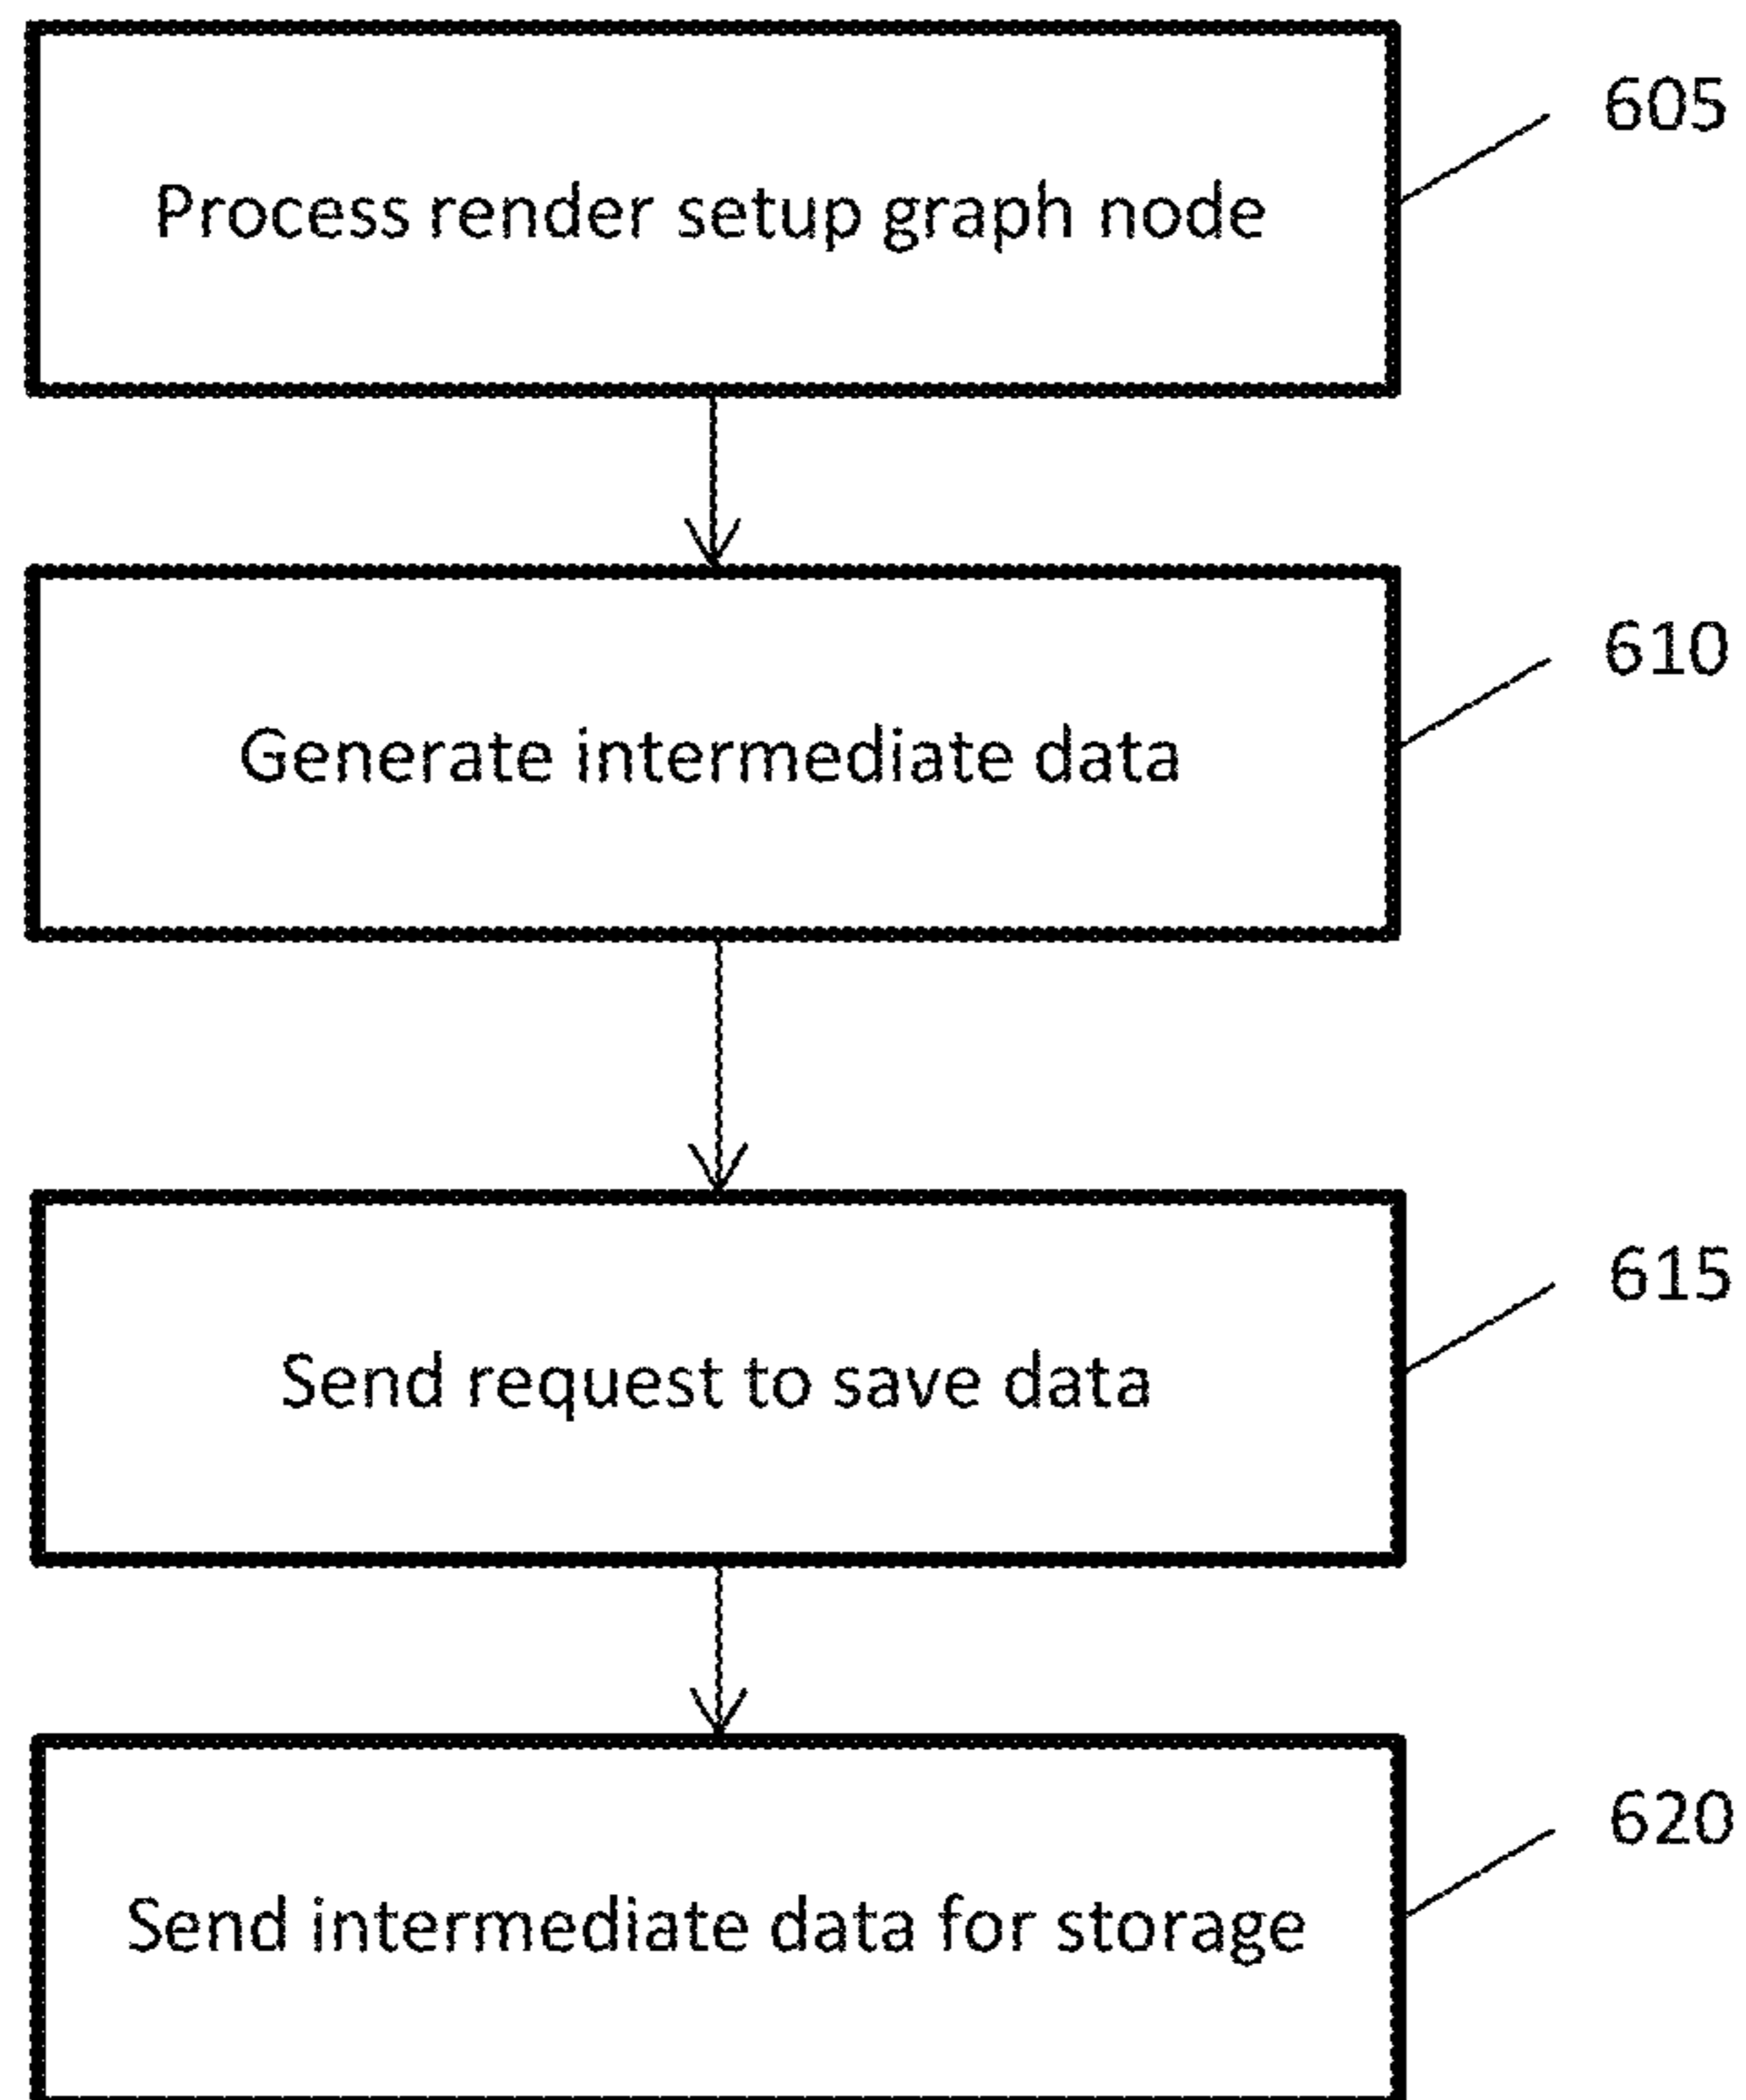 605
Process render setup graph node
610
Generate intermediate data
615
Send request to save data
620
Send intermediate data for storage